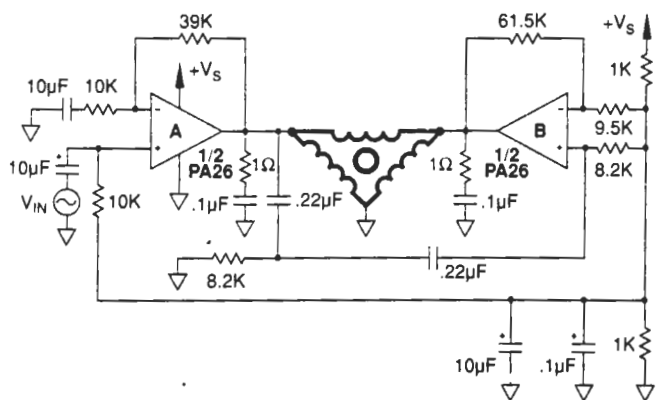 39K
61.5K
+Vs
+Vs
1K
10µF
10K
−
A
+
−
B
+
9.5K
8.2K
1/2
PA26
1Ω
1Ω
1/2
PA26
10µF
+
VIN
10K
.1µF
.22µF
.1µF
8.2K
.22µF
+
10µF
+
.1µF
1K